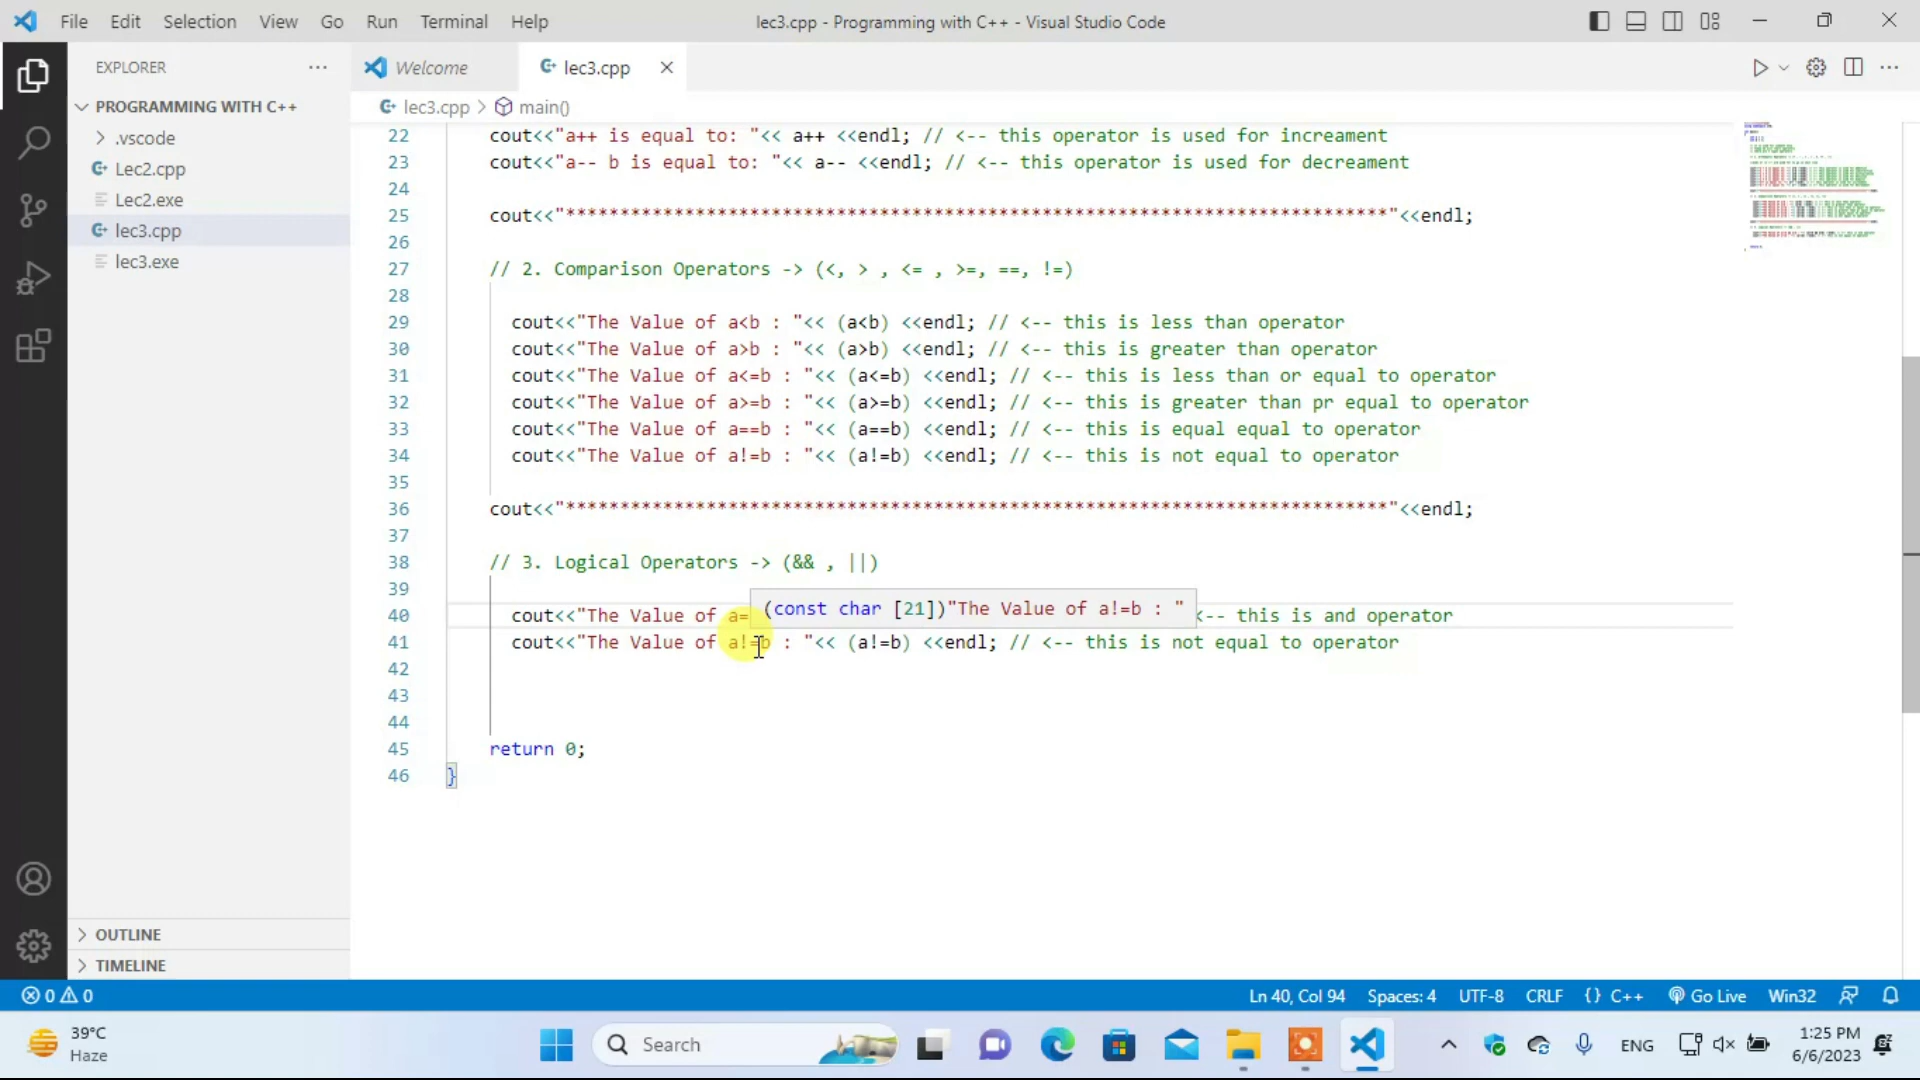 File Edit Selection View Go Run Terminal Help
lec3.cpp - Programming with C++ - Visual Studio Code
EXPLORER
Welcome
lec3.cpp
PROGRAMMING WITH C++
lec3.cpp > main()
.vscode
Lec2.cpp
Lec2.exe
lec3.cpp
lec3.exe
22 cout<<"a++ is equal to: "<< a++ <<endl; // <-- this operator is used for increament
23 cout<<"a-- b is equal to: "<< a-- <<endl; // <-- this operator is used for decreament
24
25 cout<<"****************************************************************************"<<endl;
26
27 // 2. Comparison Operators -> (<, > , <= , >=, ==, !=)
28
29 cout<<"The Value of a<b : "<< (a<b) <<endl; // <-- this is less than operator
30 cout<<"The Value of a>b : "<< (a>b) <<endl; // <-- this is greater than operator
31 cout<<"The Value of a<=b : "<< (a<=b) <<endl; // <-- this is less than or equal to operator
32 cout<<"The Value of a>=b : "<< (a>=b) <<endl; // <-- this is greater than pr equal to operator
33 cout<<"The Value of a==b : "<< (a==b) <<endl; // <-- this is equal equal to operator
34 cout<<"The Value of a!=b : "<< (a!=b) <<endl; // <-- this is not equal to operator
35
36 cout<<"****************************************************************************"<<endl;
37
38 // 3. Logical Operators -> (&& , ||)
39
(const char [21])"The Value of a!=b : "
40 cout<<"The Value of a= <-- this is and operator
41 cout<<"The Value of a!=b : "<< (a!=b) <<endl; // <-- this is not equal to operator
42
43
44
45 return 0;
46 }
OUTLINE
TIMELINE
0 0
Ln 40, Col 94 Spaces: 4 UTF-8 CRLF {} C++ Go Live Win32
39°C
Haze
Search
ENG
1:25 PM
6/6/2023